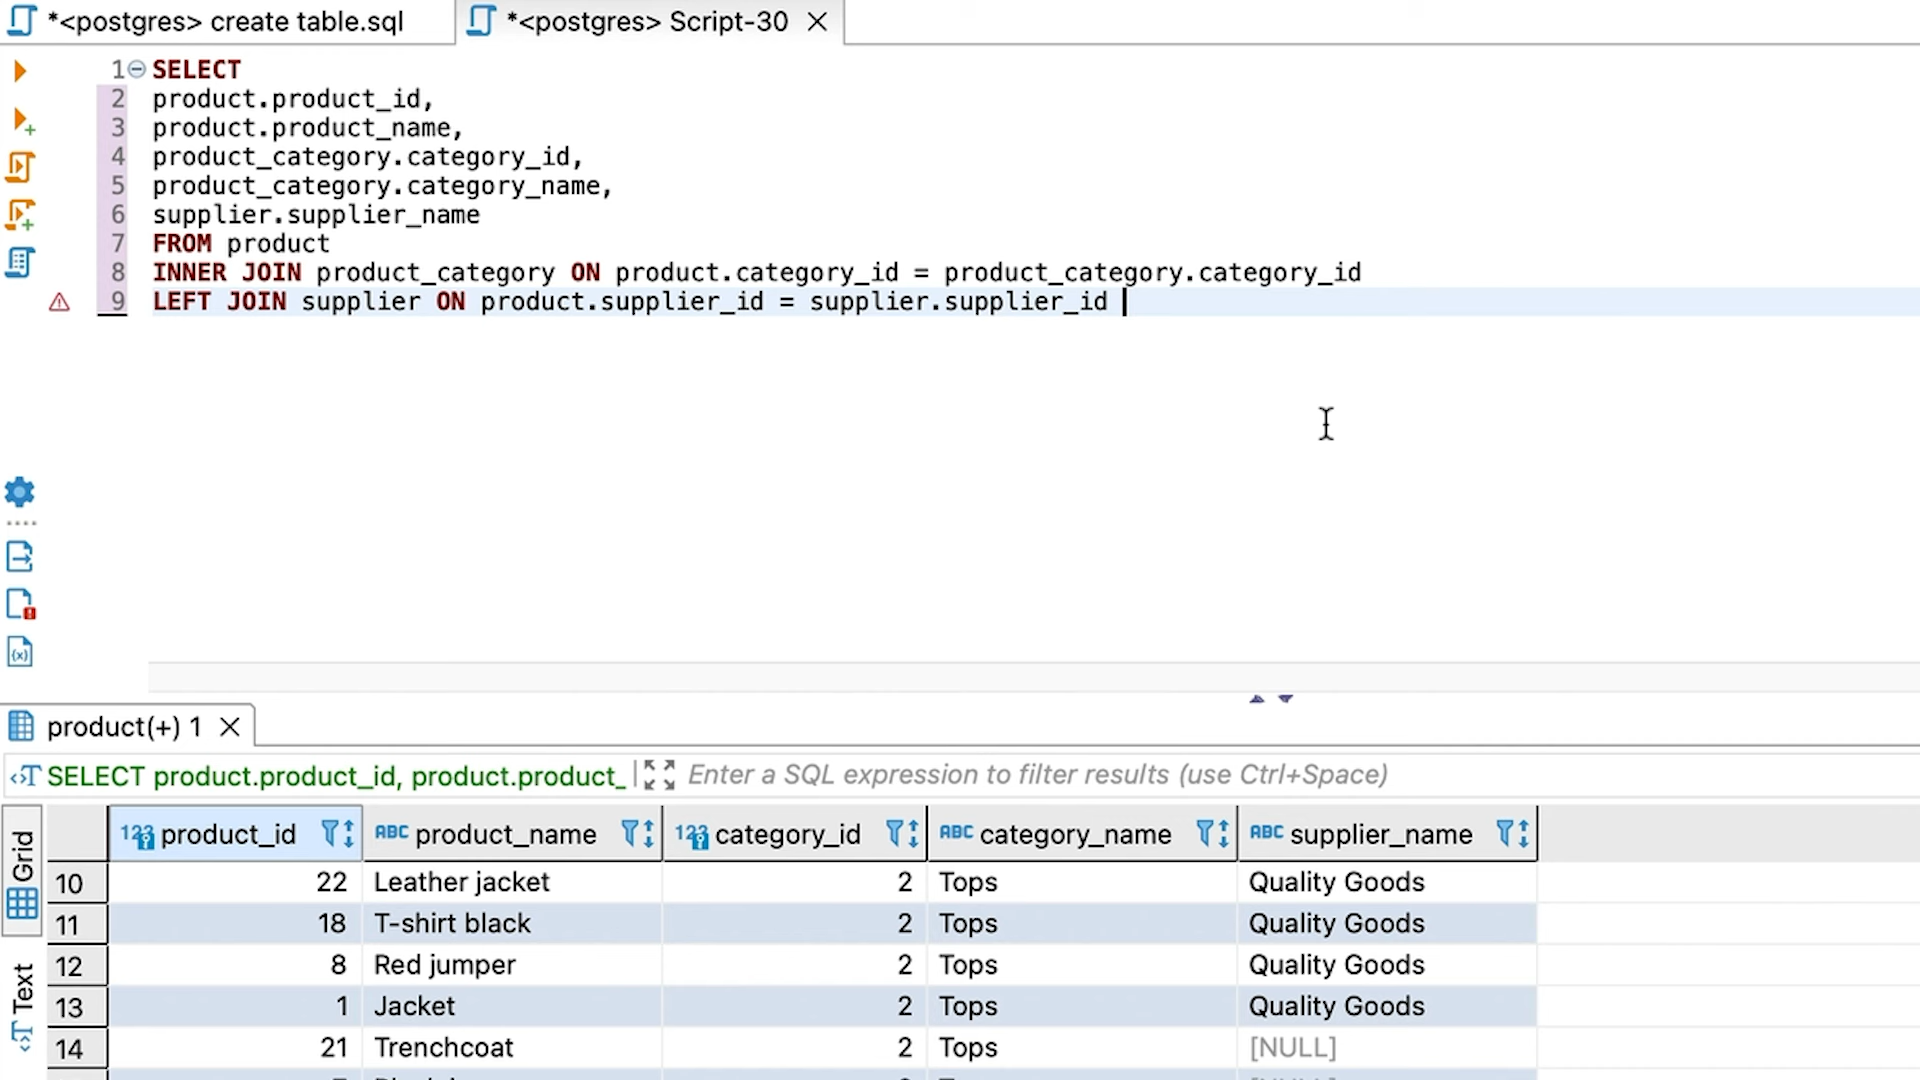 *<postgres> create table.sql
*<postgres> Script-30
1 SELECT
2 product.product_id,
3 product.product_name,
4 product_category.category_id,
5 product_category.category_name,
6 supplier.supplier_name
7 FROM product
8 INNER JOIN product_category ON product.category_id = product_category.category_id
9 LEFT JOIN supplier ON product.supplier_id = supplier.supplier_id
product(+) 1
SELECT product.product_id, product.product_ Enter a SQL expression to filter results (use Ctrl+Space)
Grid
Text
123 product_id ABC product_name 123 category_id ABC category_name ABC supplier_name
10 22 Leather jacket 2 Tops Quality Goods
11 18 T-shirt black 2 Tops Quality Goods
12 8 Red jumper 2 Tops Quality Goods
13 1 Jacket 2 Tops Quality Goods
14 21 Trenchcoat 2 Tops [NULL]